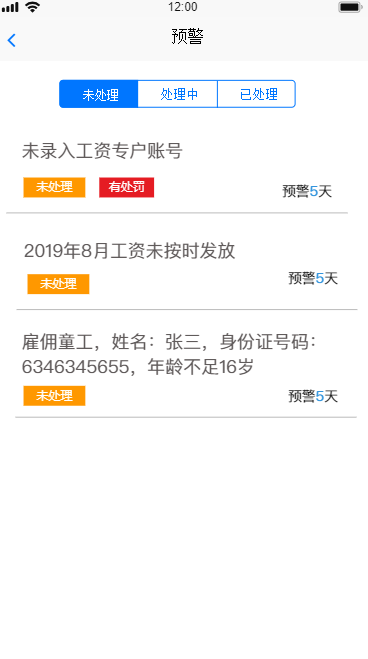 12:00
预警
未处理 处理中 已处理
未录入工资专户账号
未处理 有处罚 预警5天
2019年8月工资未按时发放
未处理 预警5天
雇佣童工，姓名：张三，身份证号码：
6346345655，年龄不足16岁
未处理 预警5天